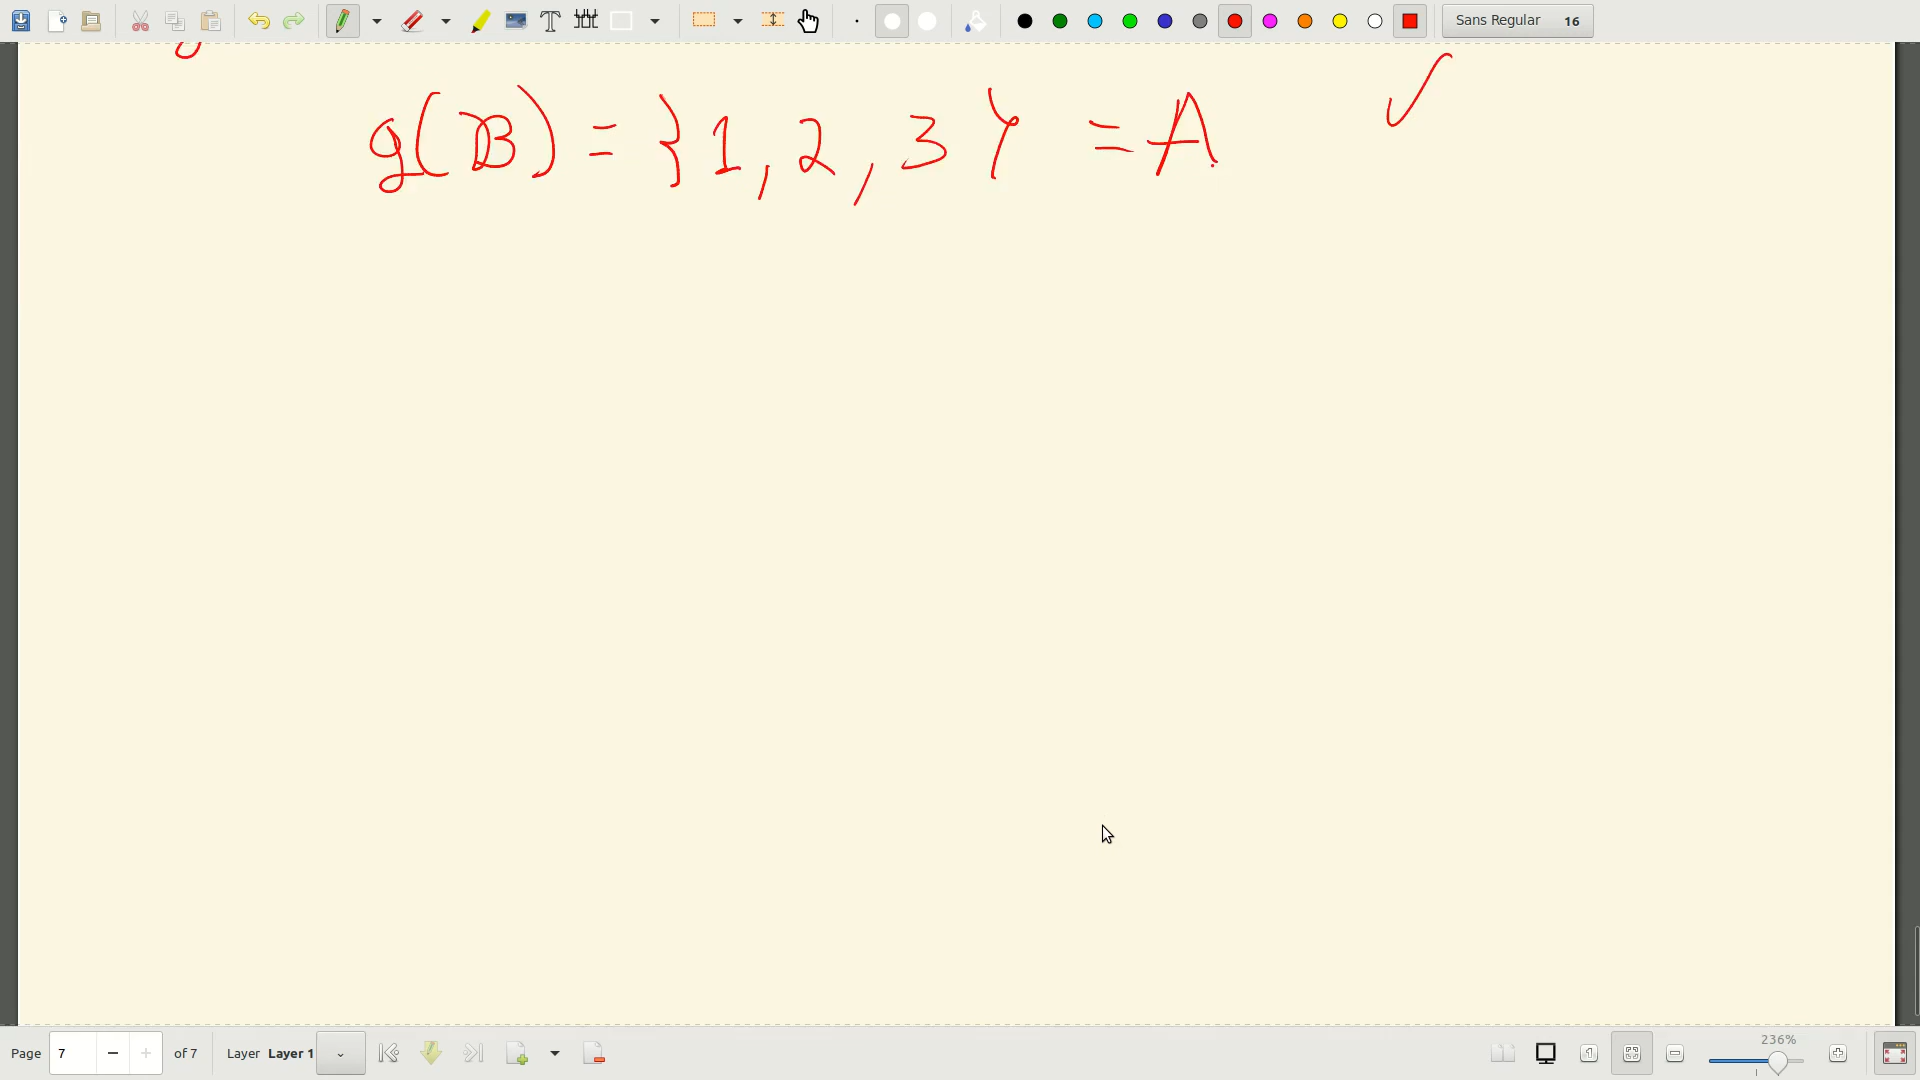 Sans Regular 16
g(B) = {1, 2, 3} = A ✓
236%
Page 7 of 7 Layer Layer 1